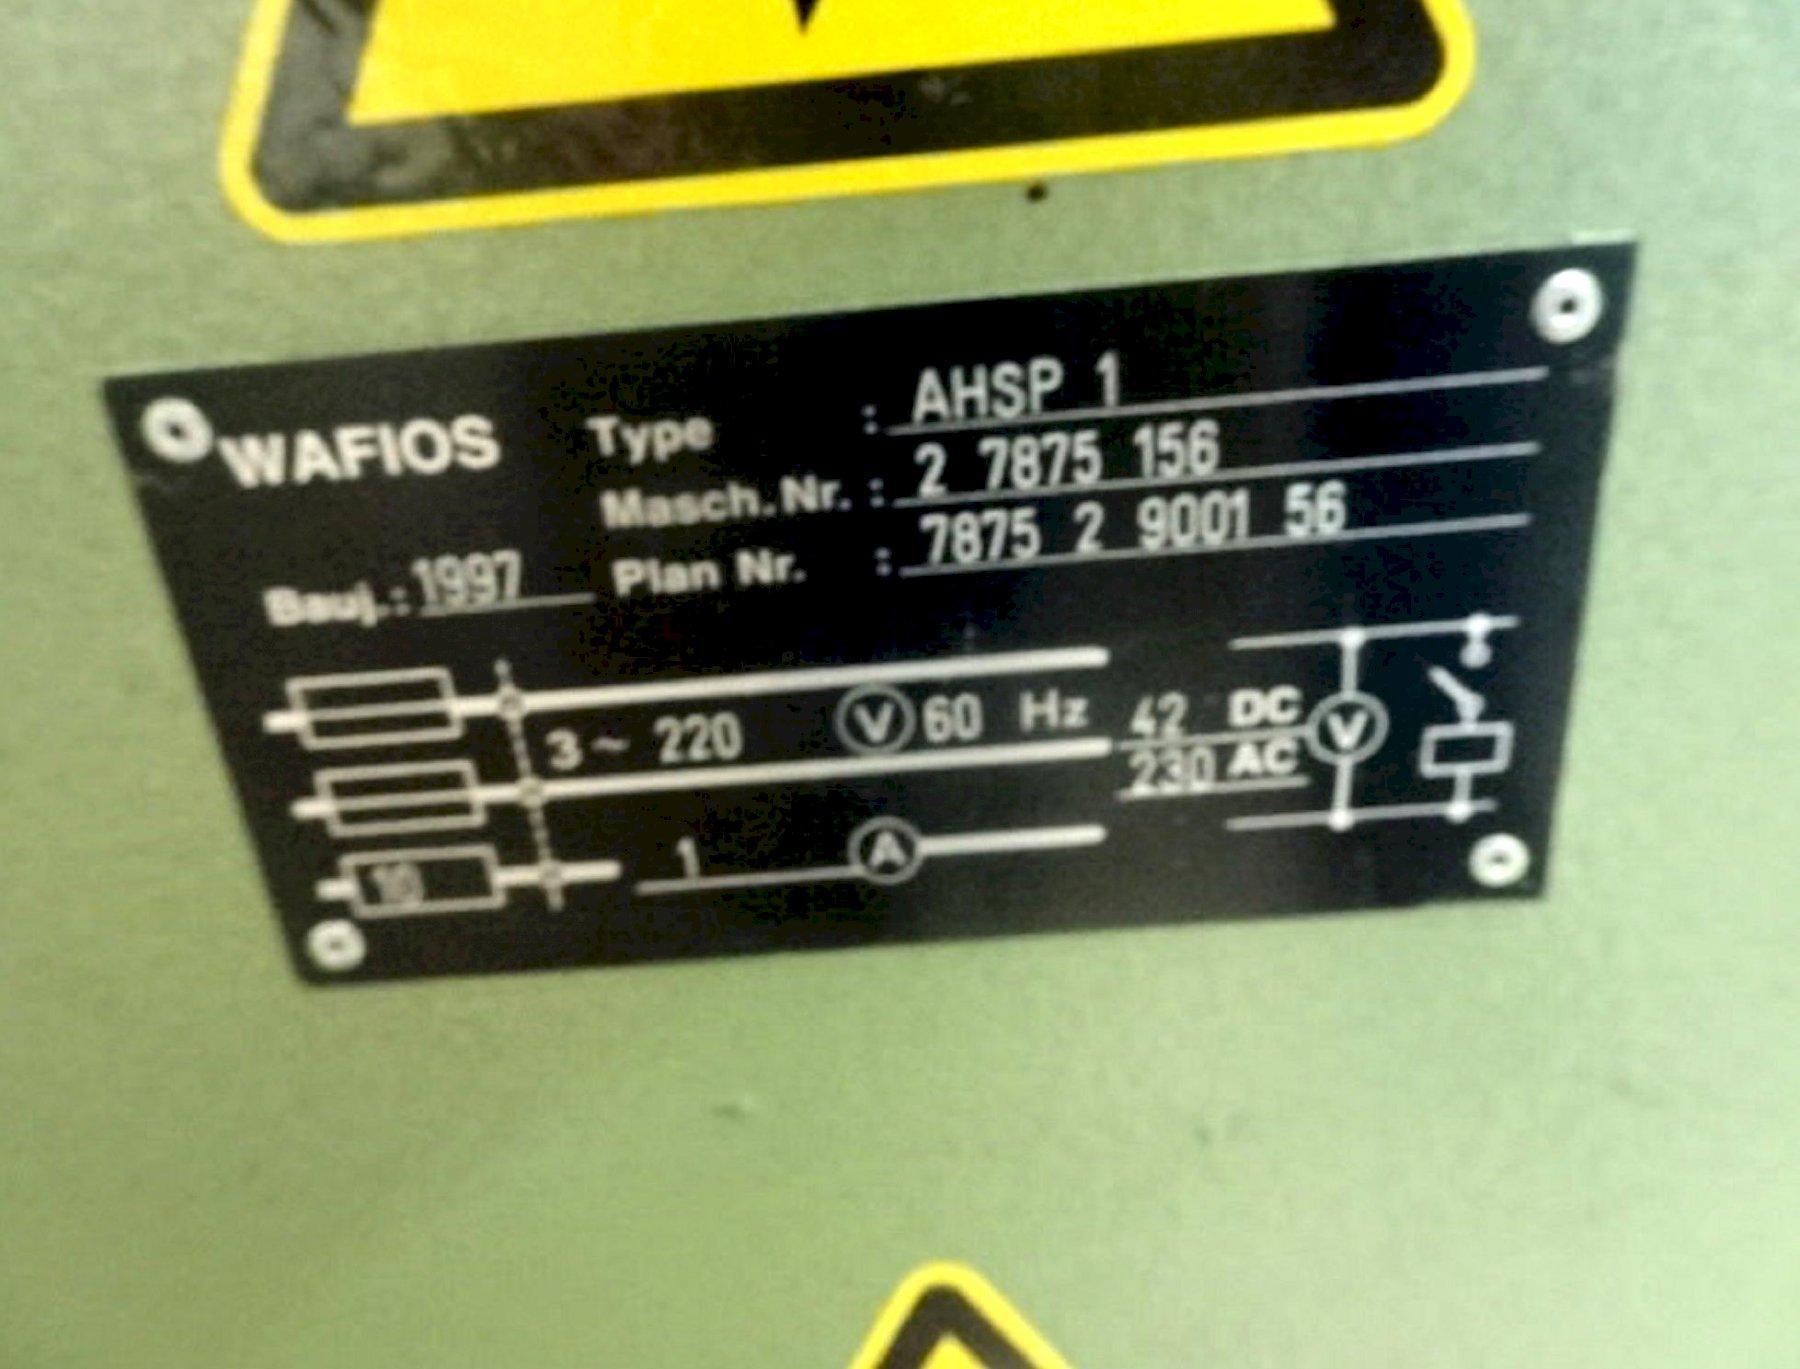 WAFIOS Type : AHSP 1
Masch.Nr. : 2 7875 156
Bauj.: 1997 Plan Nr. : 7875 2 9001 56
3~ 220 V 60 Hz 42 DC V
230 AC
10 1 A